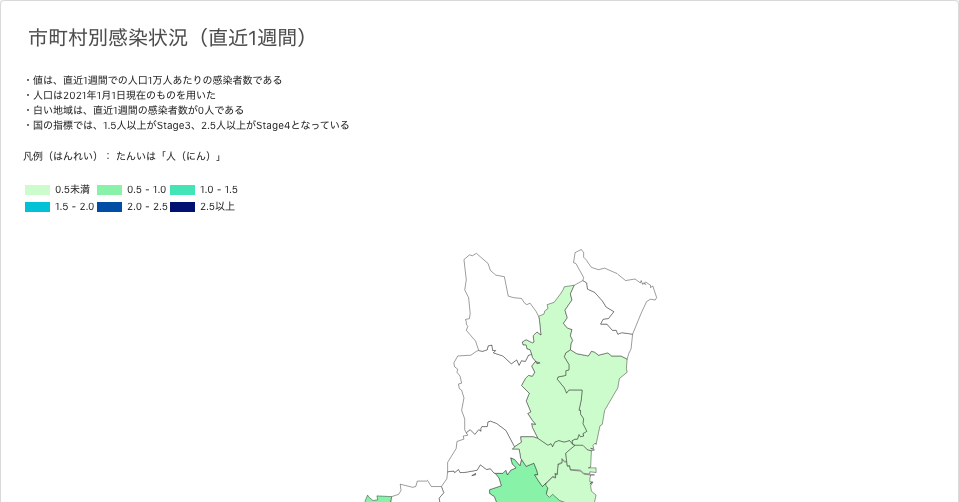 市町村別感染状況（直近1週間）
・値は、直近1週間での人口1万人あたりの感染者数である
・人口は2021年1月1日現在のものを用いた
・白い地域は、直近1週間の感染者数が0人である
・国の指標では、1.5人以上がStage3、2.5人以上がStage4となっている
凡例（はんれい）： たんいは「人（にん）」
0.5未満 0.5 - 1.0 1.0 - 1.5
1.5 - 2.0 2.0 - 2.5 2.5以上